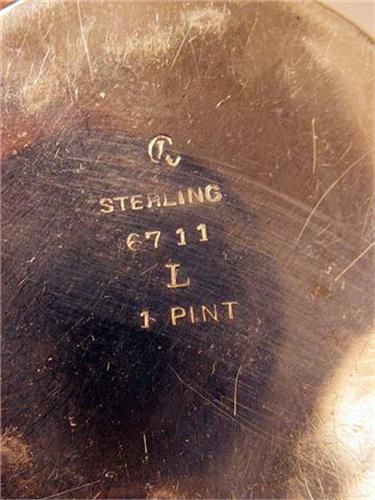 STERLING
6711
L
1 PINT